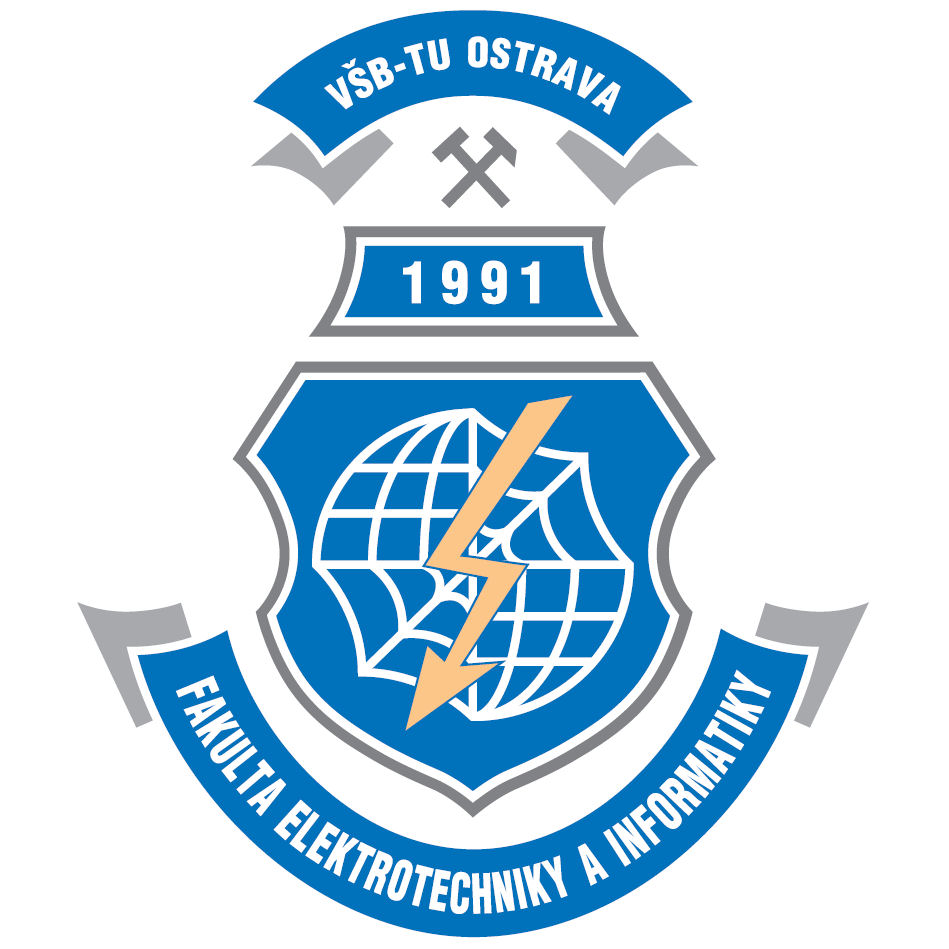 VŠB-TU OSTRAVA
1991
FAKULTA ELEKTROTECHNIKY A INFORMATIKY